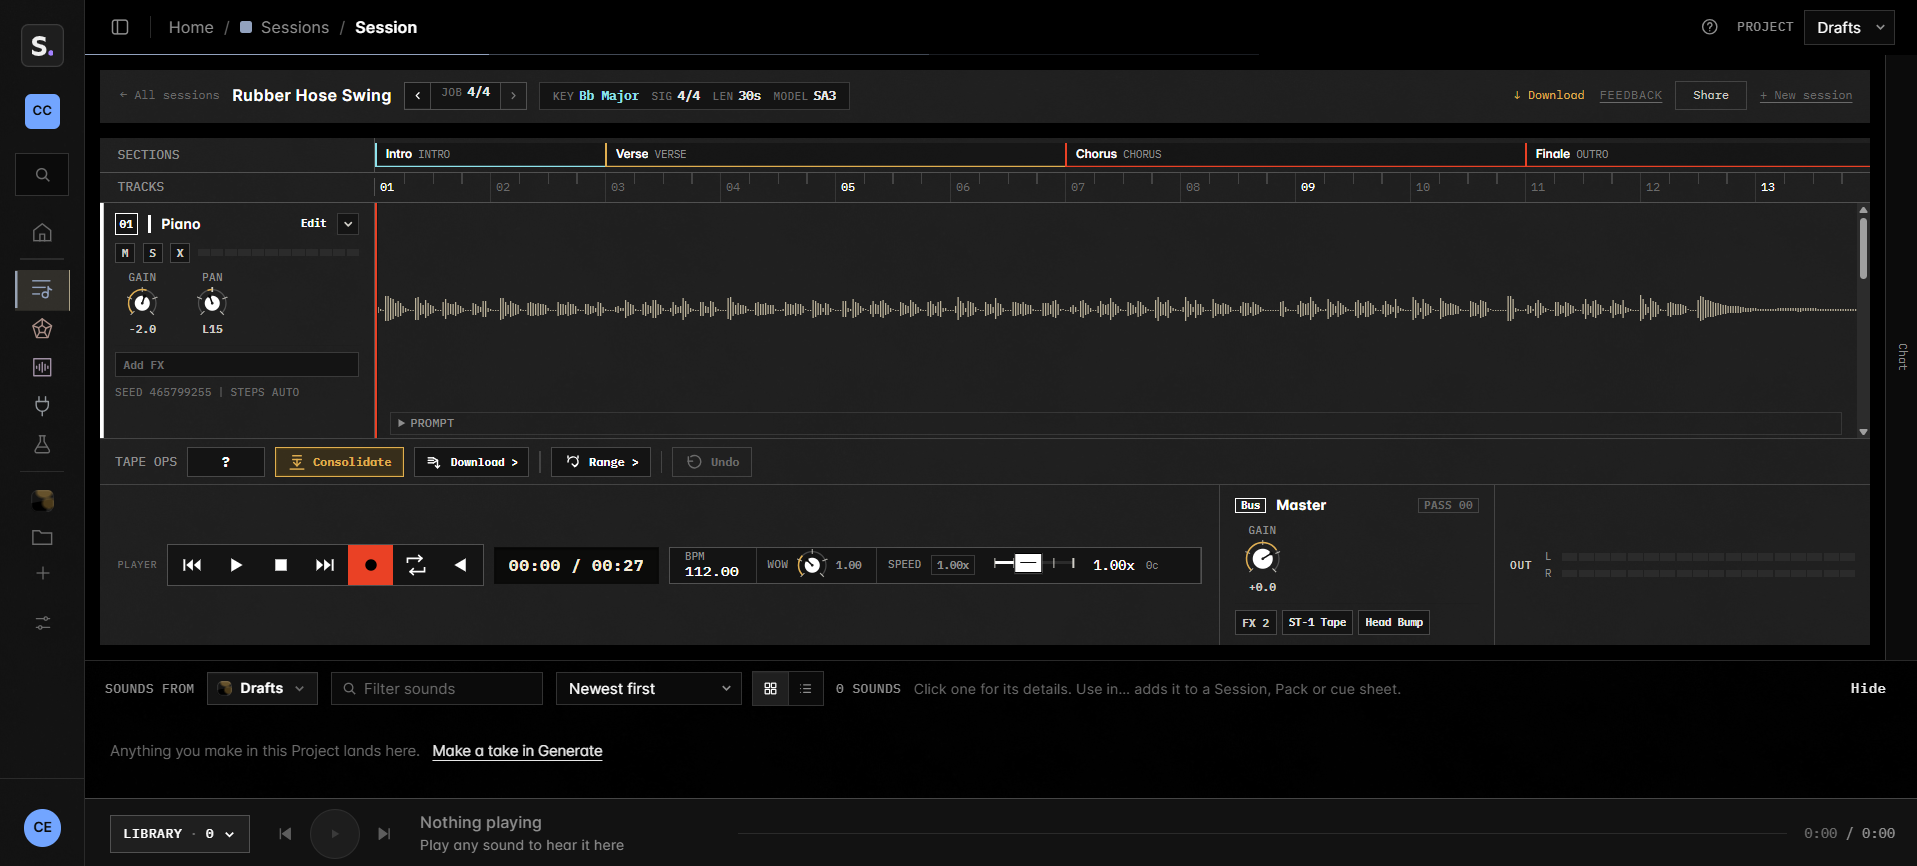 S.
Home / Sessions / Session
PROJECT Drafts
CC
← All sessions Rubber Hose Swing < JOB 4/4 > KEY Bb Major SIG 4/4 LEN 30s MODEL SA3 ↓ Download FEEDBACK Share + New session
SECTIONS Intro INTRO Verse VERSE Chorus CHORUS Finale OUTRO
TRACKS 01 02 03 04 05 06 07 08 09 10 11 12 13
01 Piano Edit
M S X
GAIN PAN
-2.0 L15
Add FX
SEED 465799255 | STEPS AUTO
▶ PROMPT
Chat
TAPE OPS ? Consolidate Download > Range > Undo
Bus Master PASS 00
GAIN
+0.0
FX 2 ST-1 Tape Head Bump
PLAYER 00:00 / 00:27 BPM 112.00 WOW 1.00 SPEED 1.00x 1.00x 0c
OUT L R
SOUNDS FROM Drafts Filter sounds Newest first 0 SOUNDS Click one for its details. Use in... adds it to a Session, Pack or cue sheet. Hide
Anything you make in this Project lands here. Make a take in Generate
CE
LIBRARY · 0
Nothing playing
Play any sound to hear it here
0:00 / 0:00